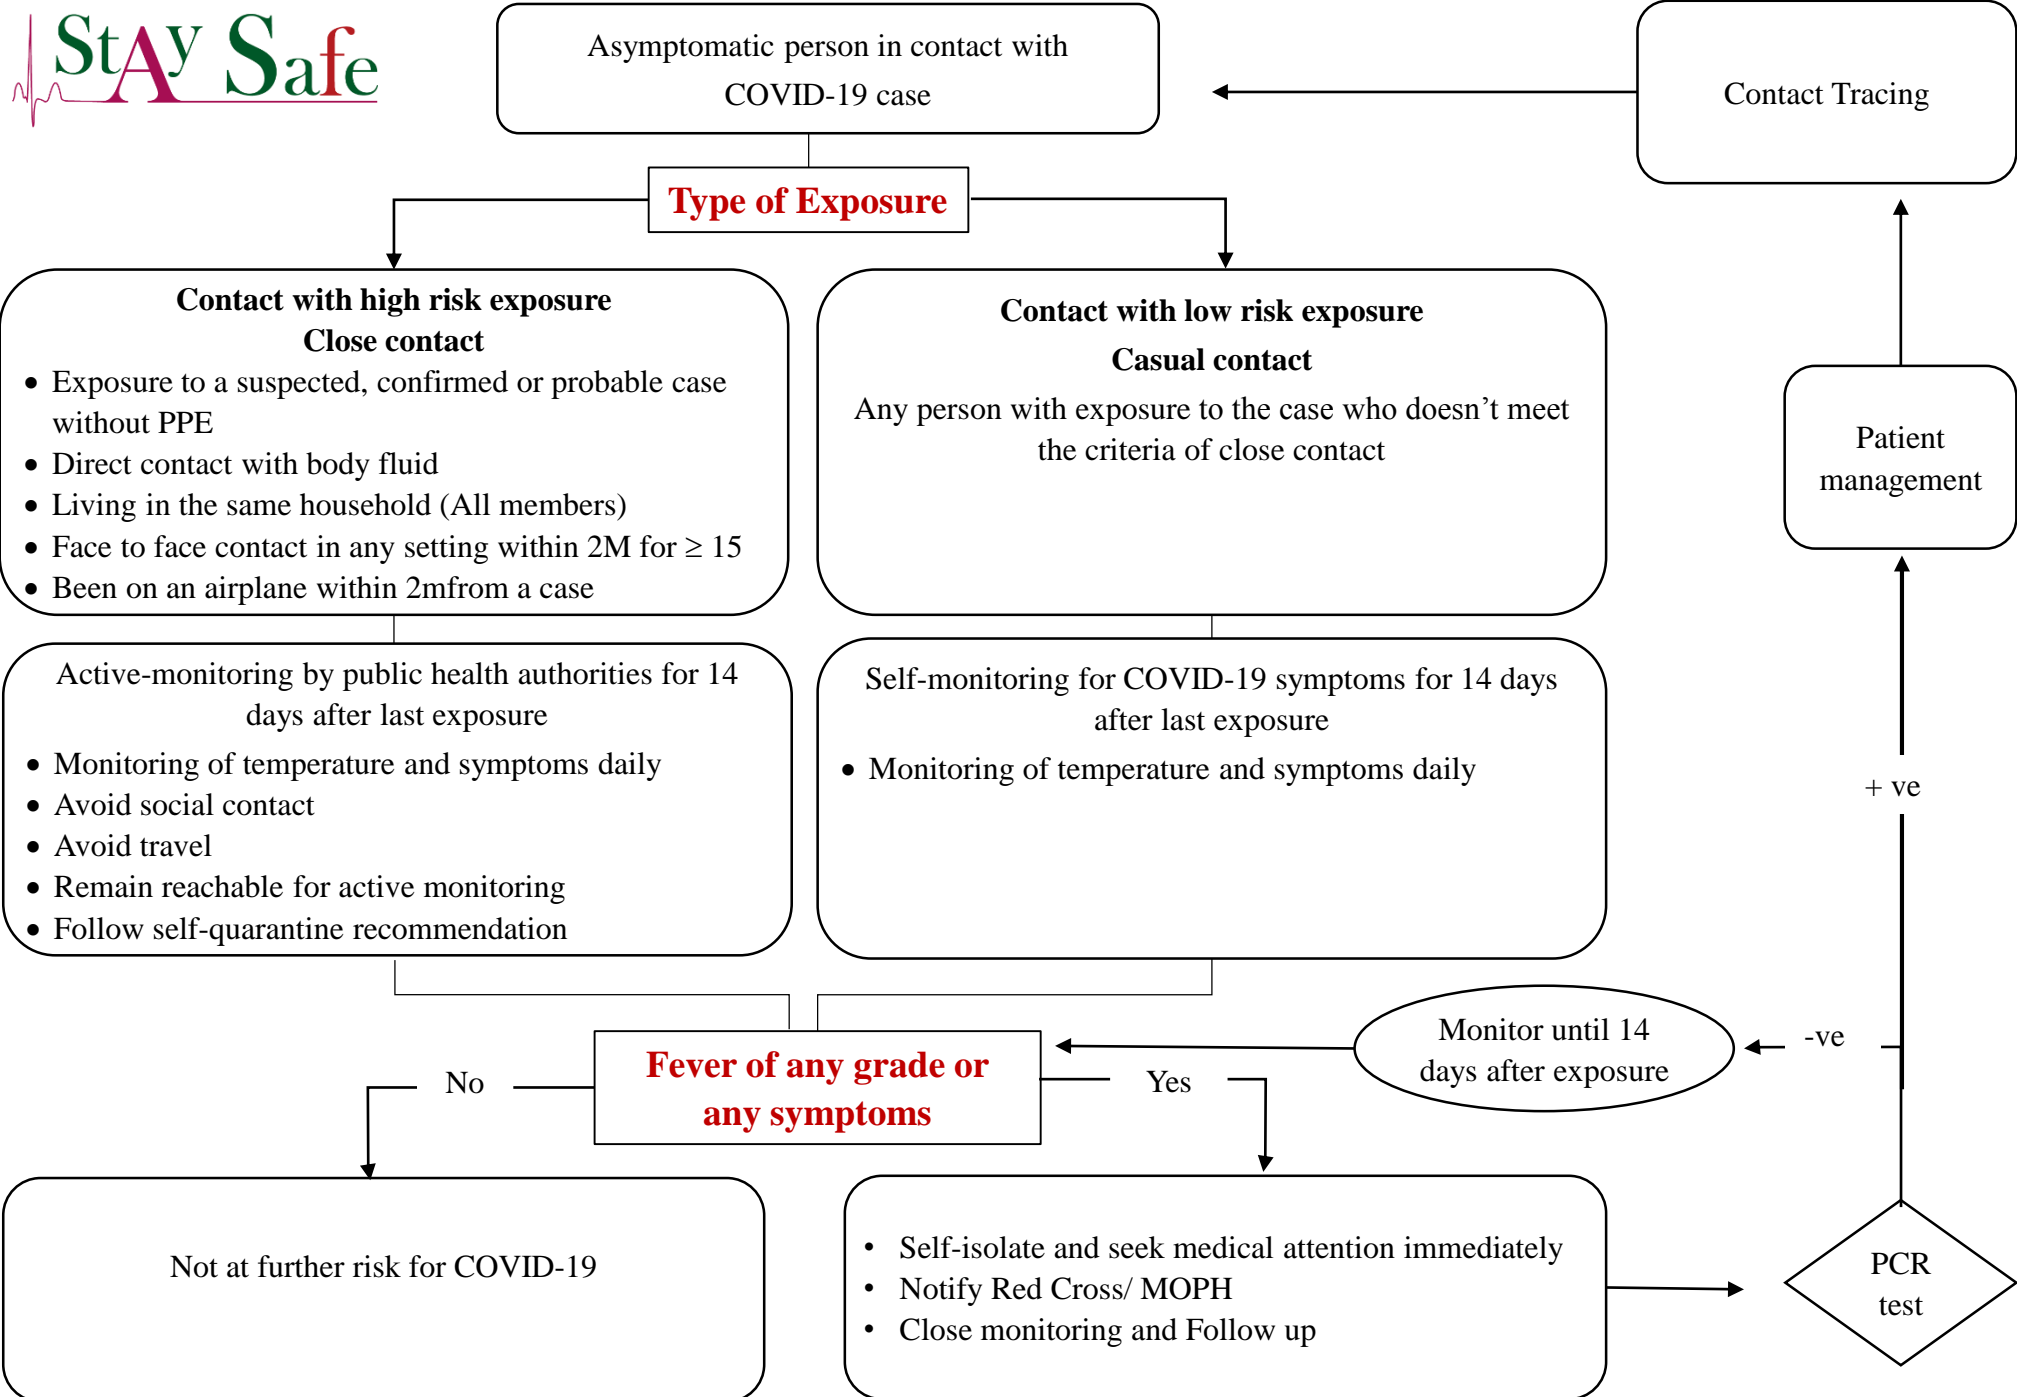 StAy Safe
Asymptomatic person in contact with
COVID-19 case
Contact Tracing
Type of Exposure
Contact with high risk exposure
Close contact
• Exposure to a suspected, confirmed or probable case
without PPE
• Direct contact with body fluid
• Living in the same household (All members)
• Face to face contact in any setting within 2M for ≥ 15
• Been on an airplane within 2mfrom a case
Contact with low risk exposure
Casual contact
Any person with exposure to the case who doesn’t meet
the criteria of close contact
Patient
management
Active-monitoring by public health authorities for 14
days after last exposure
• Monitoring of temperature and symptoms daily
• Avoid social contact
• Avoid travel
• Remain reachable for active monitoring
• Follow self-quarantine recommendation
Self-monitoring for COVID-19 symptoms for 14 days
after last exposure
• Monitoring of temperature and symptoms daily
+ ve
Monitor until 14
days after exposure
-ve
Fever of any grade or
any symptoms
No
Yes
Not at further risk for COVID-19
• Self-isolate and seek medical attention immediately
• Notify Red Cross/ MOPH
• Close monitoring and Follow up
PCR
test